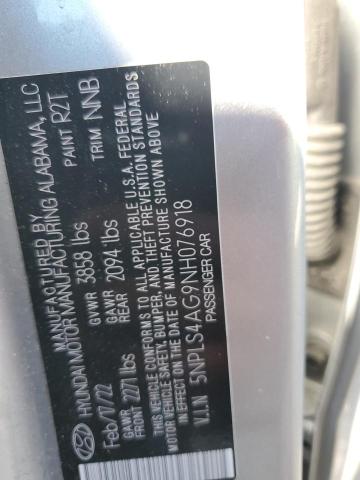 MANUFACTURED BY
HYUNDAI MOTOR MANUFACTURING ALABAMA, LLC
Feb/17/22 GVWR 3858 lbs PAINT R2T
GAWR FRONT 2271 lbs GAWR REAR 2094 lbs TRIM NNB
THIS VEHICLE CONFORMS TO ALL APPLICABLE U.S.A. FEDERAL
MOTOR VEHICLE SAFETY, BUMPER, AND THEFT PREVENTION STANDARDS
IN EFFECT ON THE DATE OF MANUFACTURE SHOWN ABOVE
V.I.N 5NPLS4AG9NH076918
PASSENGER CAR